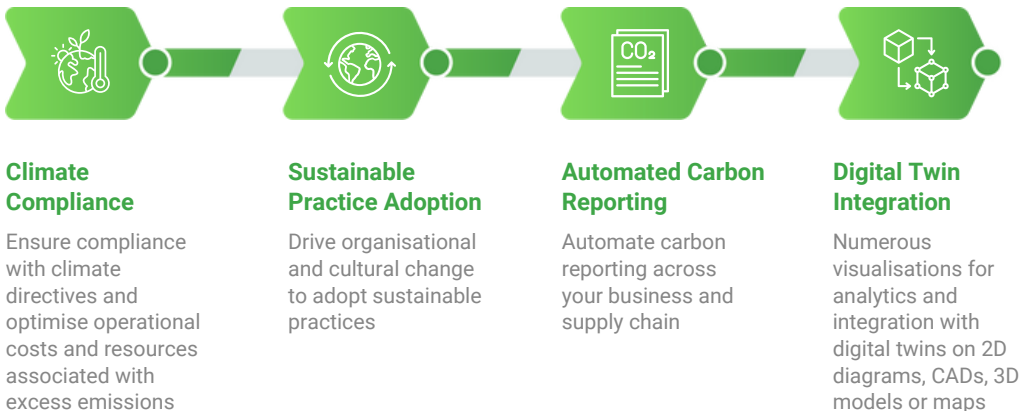 CO₂
Climate
Compliance
Ensure compliance
with climate
directives and
optimise operational
costs and resources
associated with
excess emissions
Sustainable
Practice Adoption
Drive organisational
and cultural change
to adopt sustainable
practices
Automated Carbon
Reporting
Automate carbon
reporting across
your business and
supply chain
Digital Twin
Integration
Numerous
visualisations for
analytics and
integration with
digital twins on 2D
diagrams, CADs, 3D
models or maps